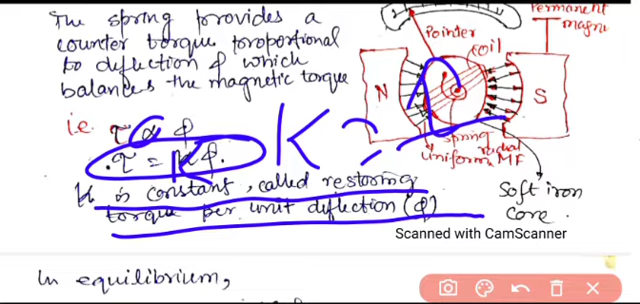 The spring provides a
counter torque proportional
to deflection φ which
balances the magnetic torque
i.e. τ α φ
τ = Kφ.
K ?
K is constant, called restoring
torque per unit deflection (φ)
In equilibrium,
Pointer
Permanent
coil
N
S
spring
radial
uniform MF
Soft iron
core.
Scanned with CamScanner